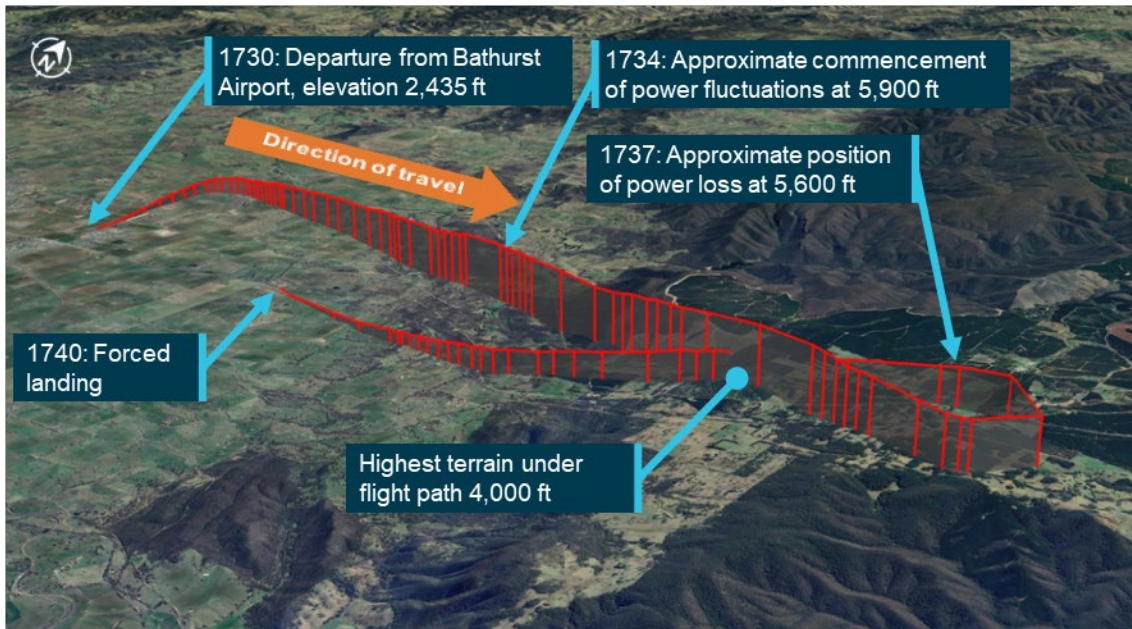 1730: Departure from Bathurst
Airport, elevation 2,435 ft
1734: Approximate commencement
of power fluctuations at 5,900 ft
Direction of travel
1737: Approximate position
of power loss at 5,600 ft
1740: Forced
landing
Highest terrain under
flight path 4,000 ft
N